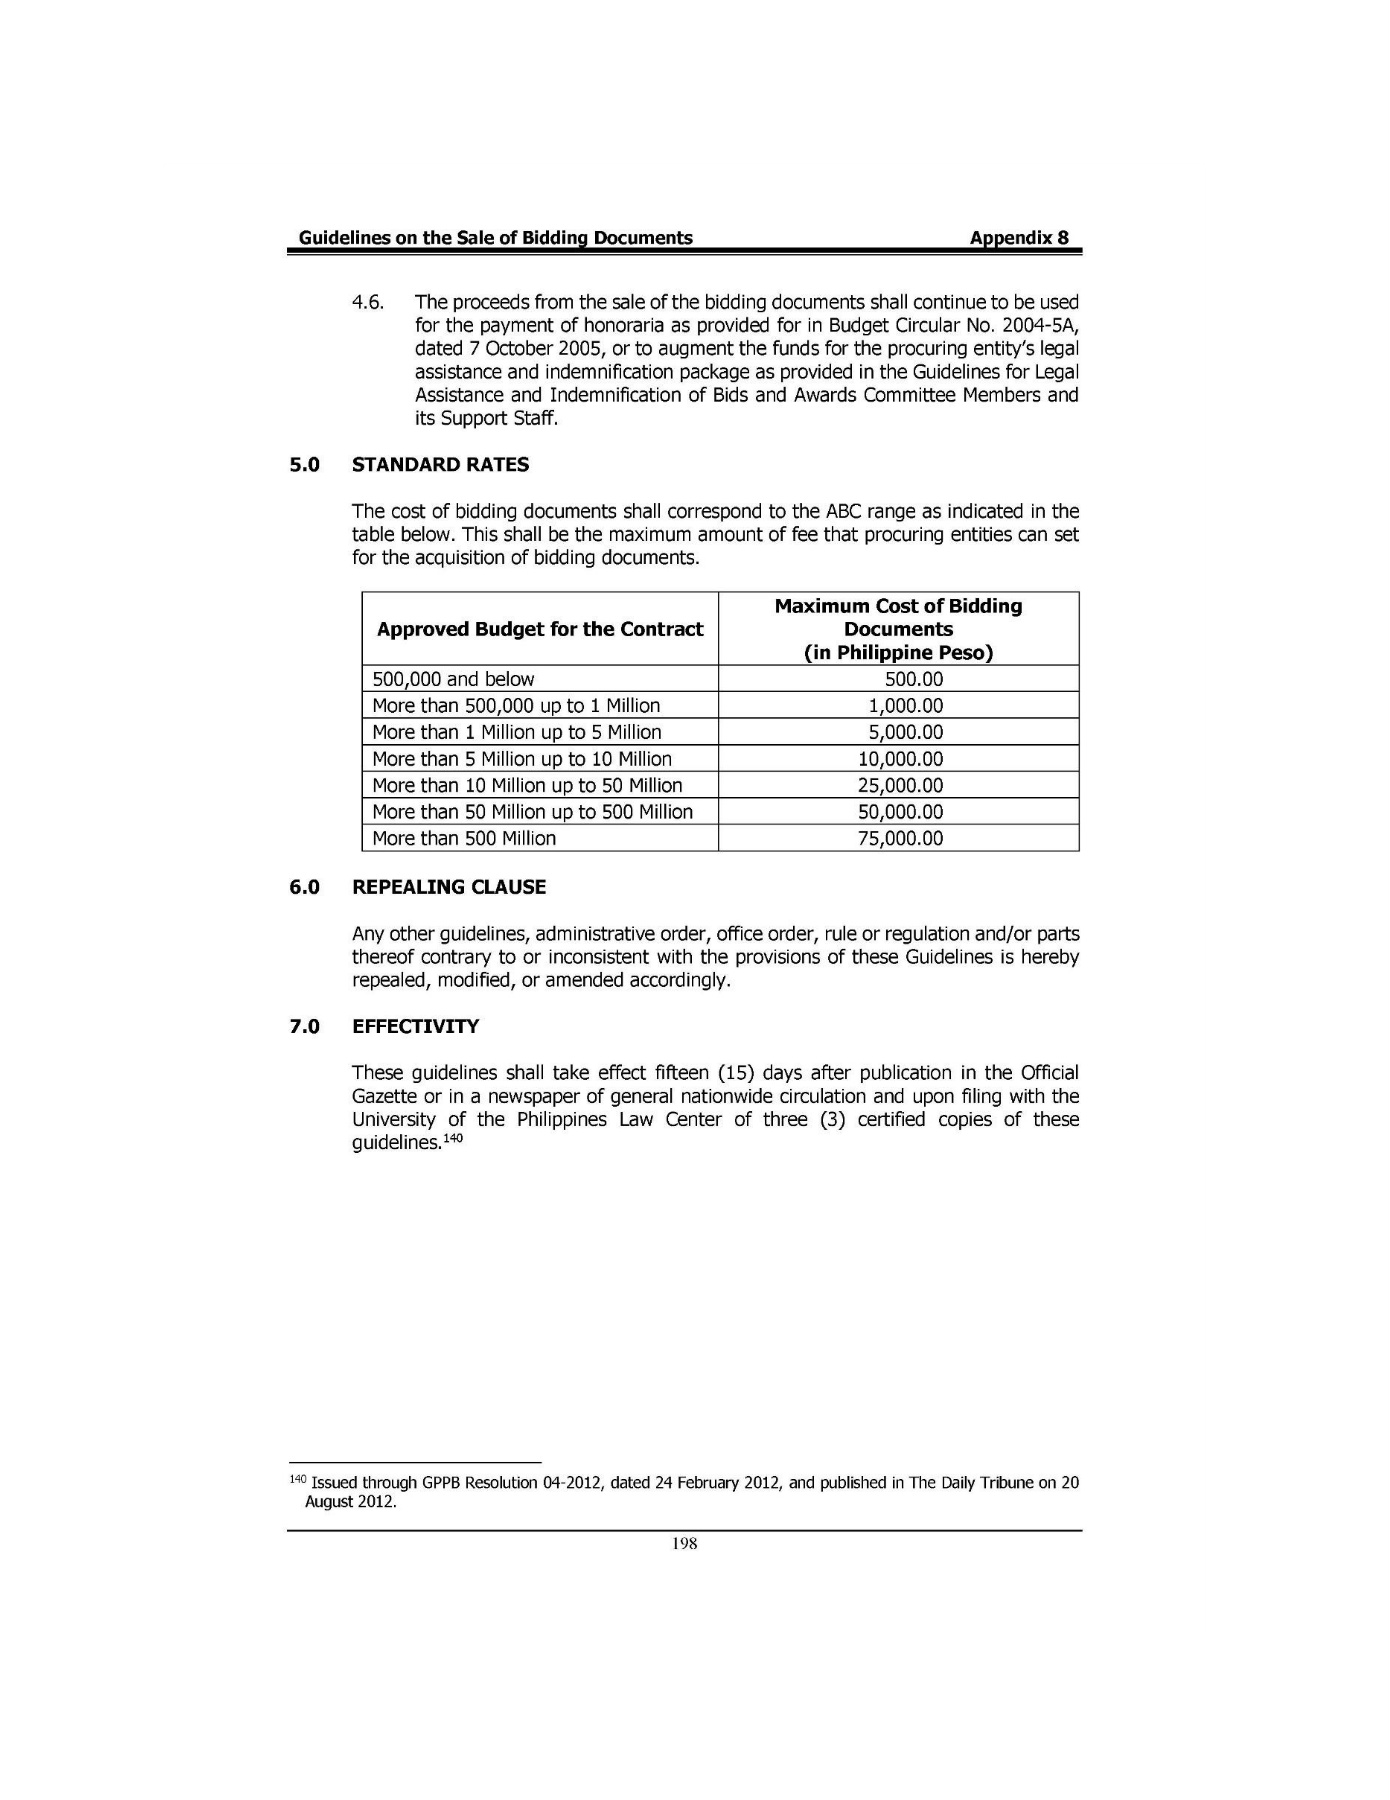 Guidelines on the Sale of Bidding Documents Appendix 8
4.6. The proceeds from the sale of the bidding documents shall continue to be used
for the payment of honoraria as provided for in Budget Circular No. 2004-5A,
dated 7 October 2005, or to augment the funds for the procuring entity's legal
assistance and indemnification package as provided in the Guidelines for Legal
Assistance and Indemnification of Bids and Awards Committee Members and
its Support Staff.
5.0 STANDARD RATES
The cost of bidding documents shall correspond to the ABC range as indicated in the
table below. This shall be the maximum amount of fee that procuring entities can set
for the acquisition of bidding documents.
Approved Budget for the Contract
Maximum Cost of Bidding
Documents
(in Philippine Peso)
500,000 and below 500.00
More than 500,000 up to 1 Million 1,000.00
More than 1 Million up to 5 Million 5,000.00
More than 5 Million up to 10 Million 10,000.00
More than 10 Million up to 50 Million 25,000.00
More than 50 Million up to 500 Million 50,000.00
More than 500 Million 75,000.00
6.0 REPEALING CLAUSE
Any other guidelines, administrative order, office order, rule or regulation and/or parts
thereof contrary to or inconsistent with the provisions of these Guidelines is hereby
repealed, modified, or amended accordingly.
7.0 EFFECTIVITY
These guidelines shall take effect fifteen (15) days after publication in the Official
Gazette or in a newspaper of general nationwide circulation and upon filing with the
University of the Philippines Law Center of three (3) certified copies of these
guidelines.140
140 Issued through GPPB Resolution 04-2012, dated 24 February 2012, and published in The Daily Tribune on 20
August 2012.
198